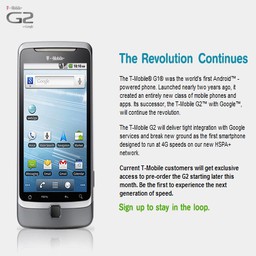 T-Mobile
G2
The Revolution Continues
The T-Mobile® G1® was the world's first Android™ -
powered phone. Launched nearly two years ago, it
created an entirely new class of mobile phones and
apps. Its successor, the T-Mobile G2™ with Google™,
will continue the revolution.
The T-Mobile G2 will deliver tight integration with Google
services and break new ground as the first smartphone
designed to run at 4G speeds on our new HSPA+
network.
Current T-Mobile customers will get exclusive
access to pre-order the G2 starting later this
month. Be the first to experience the next
generation of speed.
Sign up to stay in the loop.
T-Mobile